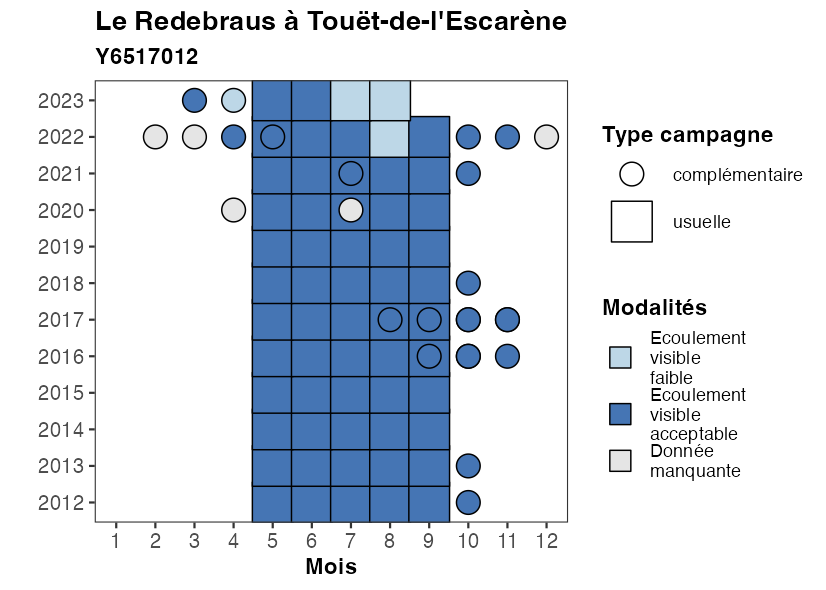 Le Redebraus à Touët-de-l'Escarène
Y6517012
2023
2022
2021
2020
2019
2018
2017
2016
2015
2014
2013
2012
1 2 3 4 5 6 7 8 9 10 11 12
Mois
Type campagne
complémentaire
usuelle
Modalités
Ecoulement
visible
faible
Ecoulement
visible
acceptable
Donnée
manquante